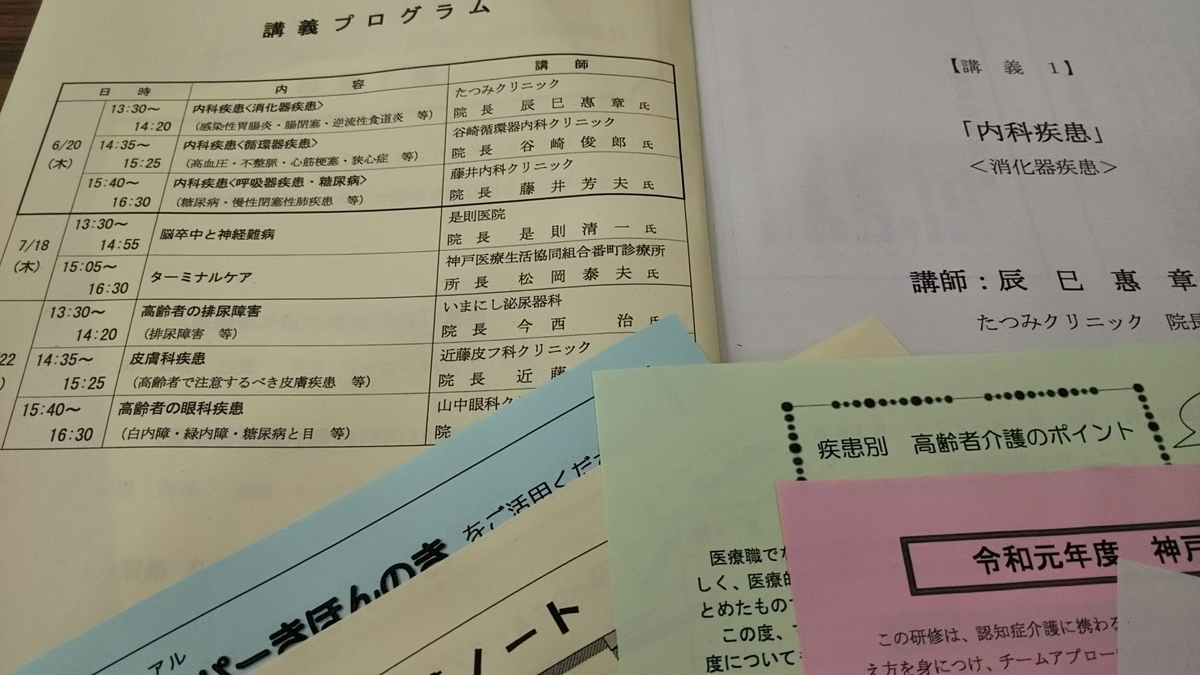 講義プログラム
日 時 内 容 講 師
6/20
(木)
13:30～
14:20
内科疾患<消化器疾患>
(感染性胃腸炎・腸閉塞・逆流性食道炎 等)
たつみクリニック
院 長 辰 巳 惠 章 氏
14:35～
15:25
内科疾患<循環器疾患>
(高血圧・不整脈・心筋梗塞・狭心症 等)
谷崎循環器内科クリニック
院 長 谷 崎 俊 郎 氏
15:40～
16:30
内科疾患<呼吸器疾患・糖尿病>
(糖尿病・慢性閉塞性肺疾患 等)
藤井内科クリニック
院 長 藤 井 芳 夫 氏
7/18
(木)
13:30～
14:55
脳卒中と神経難病
是則医院
院 長 是 則 清 一 氏
15:05～
16:30
ターミナルケア
神戸医療生活協同組合番町診療所
所 長 松 岡 泰 夫 氏
22
)
13:30～
14:20
高齢者の排尿障害
(排尿障害 等)
いまにし泌尿器科
院 長 今 西 治 氏
14:35～
15:25
皮膚科疾患
(高齢者で注意するべき皮膚疾患 等)
近藤皮フ科クリニック
院 長 近 藤
15:40～
16:30
高齢者の眼科疾患
(白内障・緑内障・糖尿病と目 等)
山中眼科ク
院
【講 義 1】
「内科疾患」
<消化器疾患>
講師：辰 巳 惠 章
たつみクリニック 院長
アル
パーきほんのき
をご活用くだ
ノート
疾患別 高齢者介護のポイント
医療職で
しく、医療的
とめたもので
この度、
度について
令和元年度 神戸
この研修は、認知症介護に携わる
え方を身につけ、チームアプロー